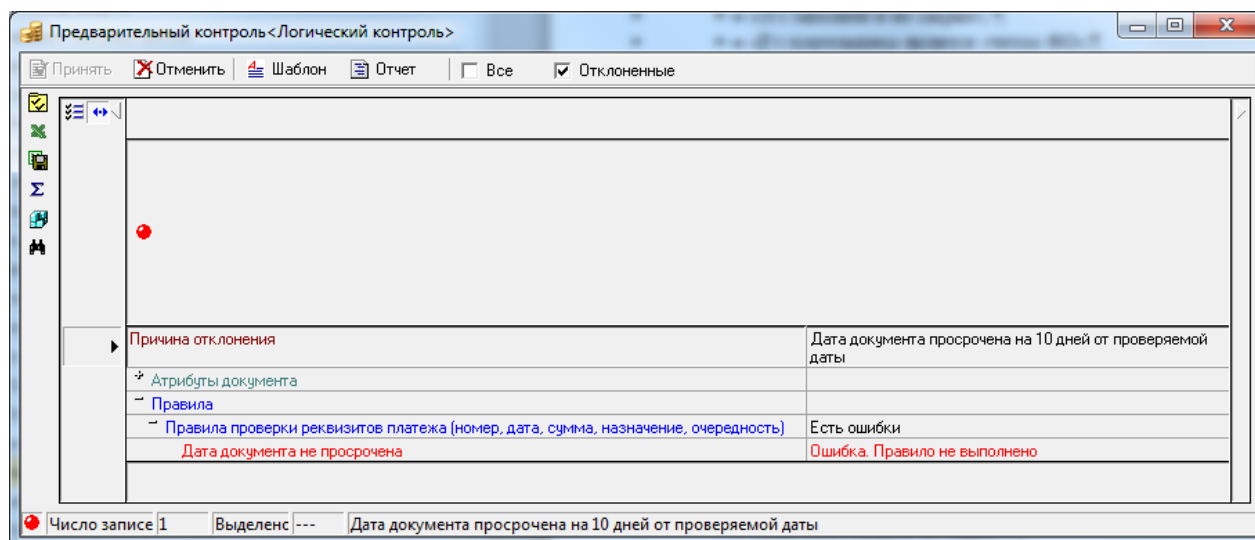 Предварительный контроль<Логический контроль>
Принять Отменить Шаблон Отчет Все Отклоненные
Причина отклонения Дата документа просрочена на 10 дней от проверяемой
даты
Атрибуты документа
Правила
Правила проверки реквизитов платежа (номер, дата, сумма, назначение, очередность) Есть ошибки
Дата документа не просрочена Ошибка. Правило не выполнено
Число записе 1 Выделенс --- Дата документа просрочена на 10 дней от проверяемой даты